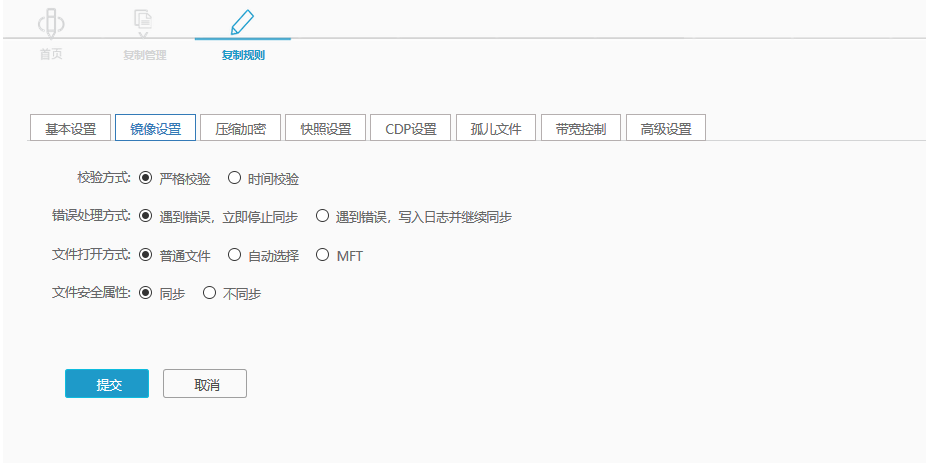 首页 复制管理 复制规则
基本设置 镜像设置 压缩加密 快照设置 CDP设置 孤儿文件 带宽控制 高级设置
校验方式: 严格校验 时间校验
错误处理方式: 遇到错误，立即停止同步 遇到错误，写入日志并继续同步
文件打开方式: 普通文件 自动选择 MFT
文件安全属性: 同步 不同步
提交 取消